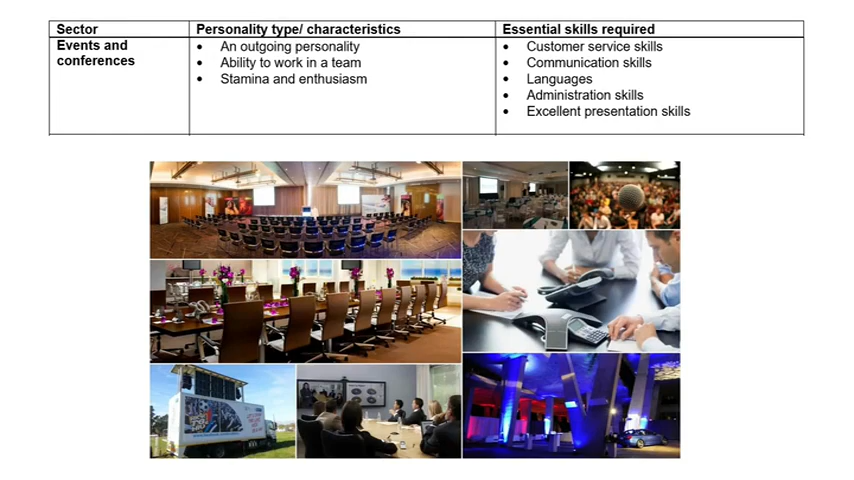 Sector Personality type/ characteristics Essential skills required
Events and An outgoing personality Customer service skills
conferences Ability to work in a team Communication skills
Stamina and enthusiasm Languages
Administration skills
Excellent presentation skills